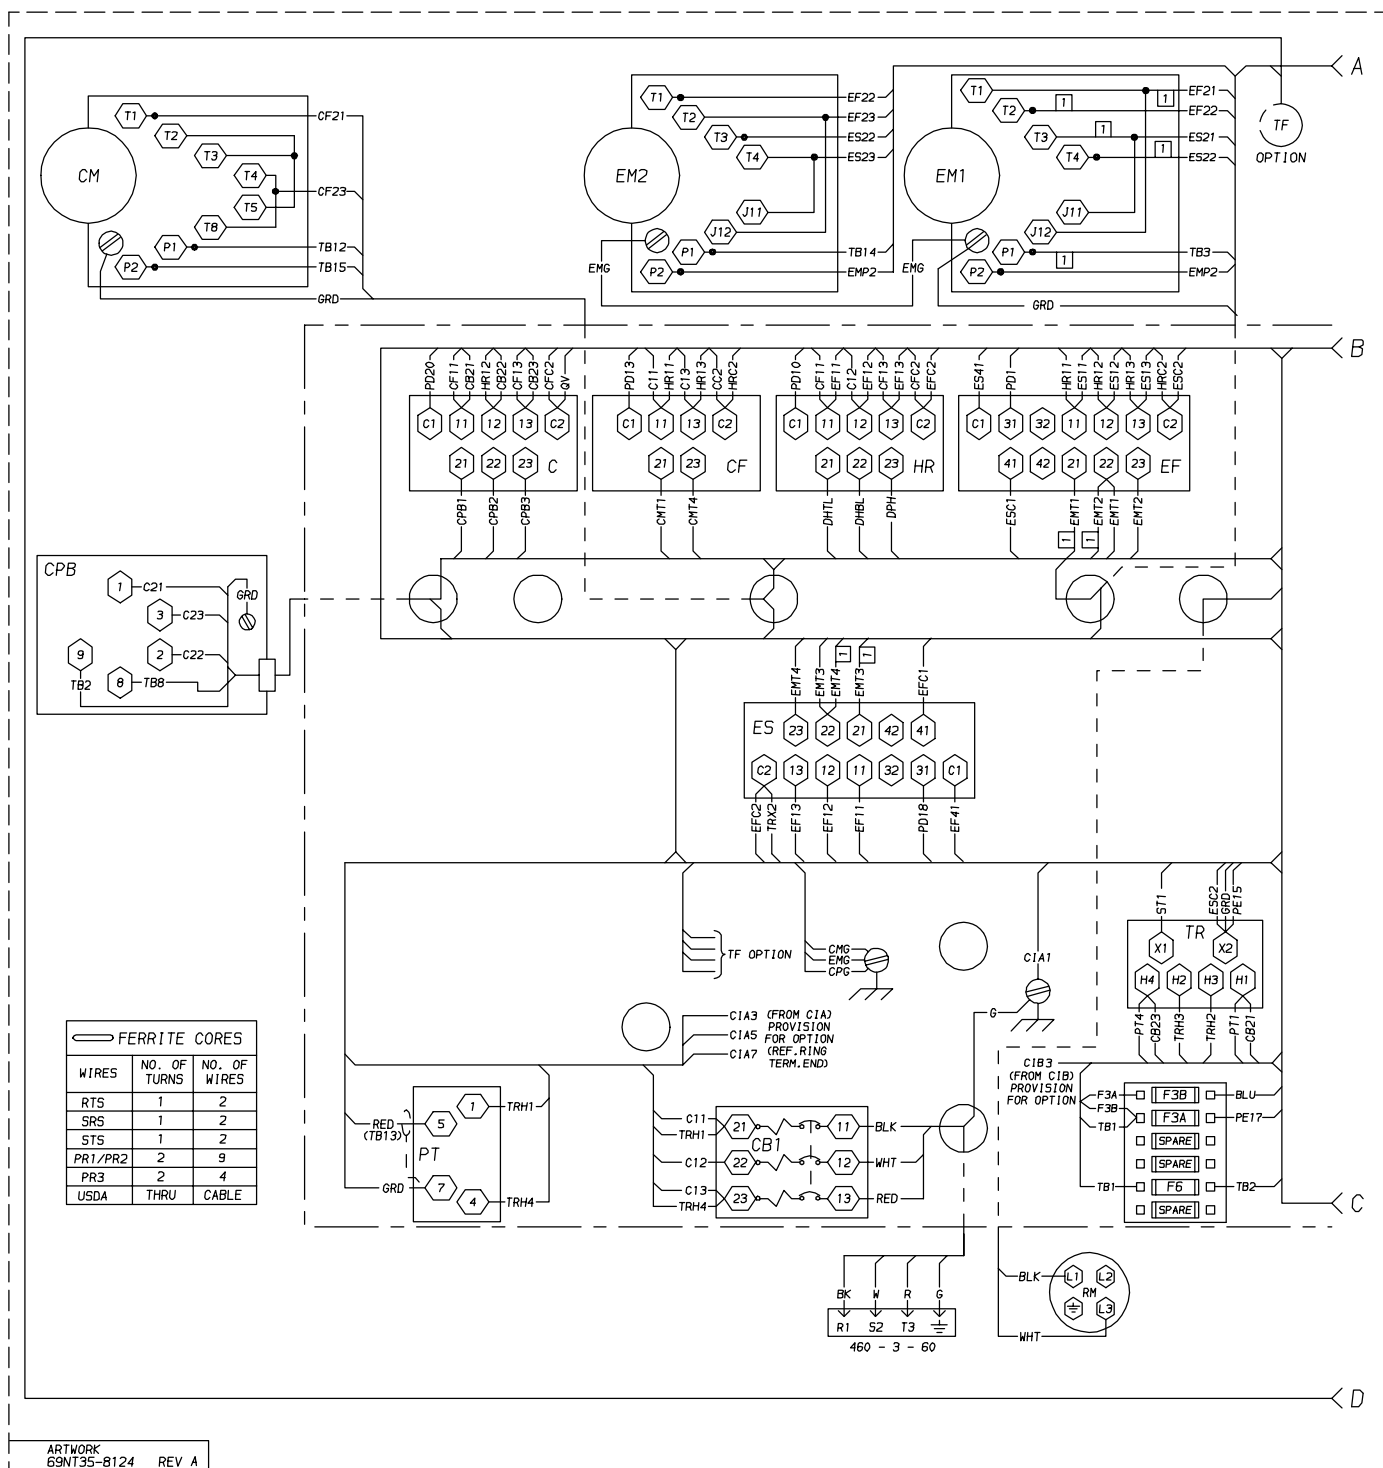 A
T1 CF21
T2
T3
T4
CF23
T5
T8
P1 TB12
P2 TB15
CM
GRD
T1 EF22
T2 EF23
T3 ES22
T4 ES23
EM2
J11
J12
P1 TB14
P2 EMP2
EMG
T1 1 EF21
T2 1 EF22
T3 1 ES21
T4 1 ES22
EM1
J11
J12
P1 1 TB3
P2 EMP2
EMG
GRD
TF
OPTION
B
PD20 CF11 CB21 HR12 CB22 CF13 CB23 CFC2 QV
C1 11 12 13 C2
21 22 23 C
CPB1 CPB2 CPB3
PD13 C11 HR11 C13 HR13 CC2 HRC2
C1 11 13 C2
21 23 CF
CMT1 CMT4
PD10 CF11 EF11 C12 EF12 CF13 EF13 CFC2 EFC2
C1 11 12 13 C2
21 22 23 HR
DHTL DHBL DPH
ES41 PD1 HR11 ES11 HR12 ES12 HR13 ES13 HRC2 ESC2
C1 31 32 11 12 13 C2
41 42 21 22 23 EF
ESC1 EMT1 EMT2 EMT1 EMT2
1 1
CPB
1 C21 GRD
3 C23
2 C22
9
8 TB8
TB2
EMT4 EMT3 EMT4 1 EMT3 1 EFC1
ES 23 22 21 42 41
C2 13 12 11 32 31 C1
EFC2 TRX2 EF13 EF12 EF11 PD18 EF41
TF OPTION
CMG
EMG
CPG
CIA1
G
ST1 ESC2 GRD PE15
TR
X1 X2
H4 H2 H3 H1
PT4 CB23 TRH3 TRH2 PT1 CB21
CIA3 (FROM CIA)
PROVISION
CIA5 FOR OPTION
CIA7 (REF.RING
TERM.END)
CIB3
(FROM CIB)
PROVISION
FOR OPTION
F3A F3B BLU
F3B
TB1 F3A PE17
SPARE
SPARE
TB1 F6 TB2
SPARE
C
FERRITE CORES
WIRES NO. OF TURNS NO. OF WIRES
RTS 1 2
SRS 1 2
STS 1 2
PR1/PR2 2 9
PR3 2 4
USDA THRU CABLE
1 TRH1
RED 5
(TB13)
PT
GRD 7
4 TRH4
C11 21 11 BLK
TRH1
CB1
C12 22 12 WHT
C13 23 13 RED
TRH4
BK W R G
R1 S2 T3
460 - 3 - 60
BLK L1 L2
RM
L3
WHT
D
ARTWORK
69NT35-8124 REV A